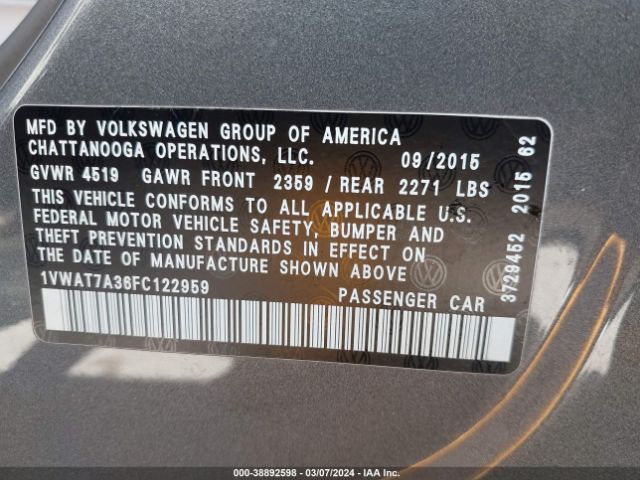 MFD BY VOLKSWAGEN GROUP OF AMERICA
CHATTANOOGA OPERATIONS, LLC. 09/2015
GVWR 4519 GAWR FRONT 2359 / REAR 2271 LBS
THIS VEHICLE CONFORMS TO ALL APPLICABLE U.S.
FEDERAL MOTOR VEHICLE SAFETY, BUMPER AND
THEFT PREVENTION STANDARDS IN EFFECT ON
THE DATE OF MANUFACTURE SHOWN ABOVE
1VWAT7A36FC122959 PASSENGER CAR
3729452 2015 62
000-38892598 - 03/07/2024 - IAA Inc.